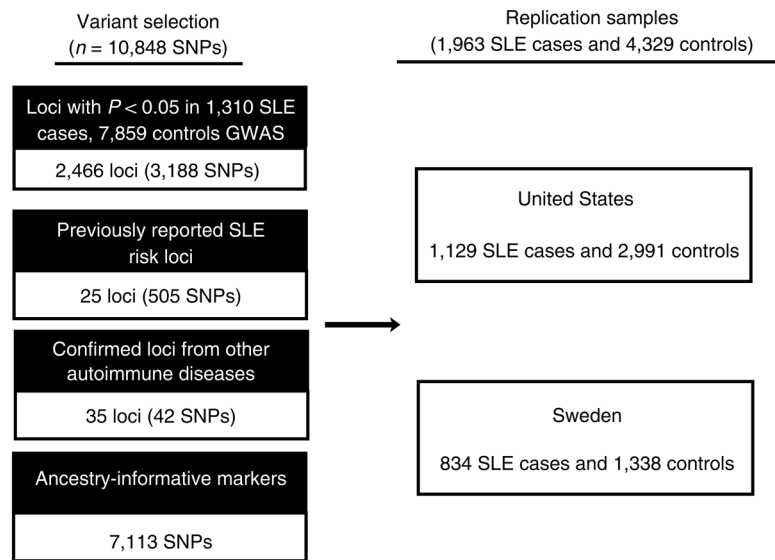 Variant selection
(n = 10,848 SNPs)
Loci with P < 0.05 in 1,310 SLE
cases, 7,859 controls GWAS
2,466 loci (3,188 SNPs)
Previously reported SLE
risk loci
25 loci (505 SNPs)
Confirmed loci from other
autoimmune diseases
35 loci (42 SNPs)
Ancestry-informative markers
7,113 SNPs
Replication samples
(1,963 SLE cases and 4,329 controls)
United States
1,129 SLE cases and 2,991 controls
Sweden
834 SLE cases and 1,338 controls